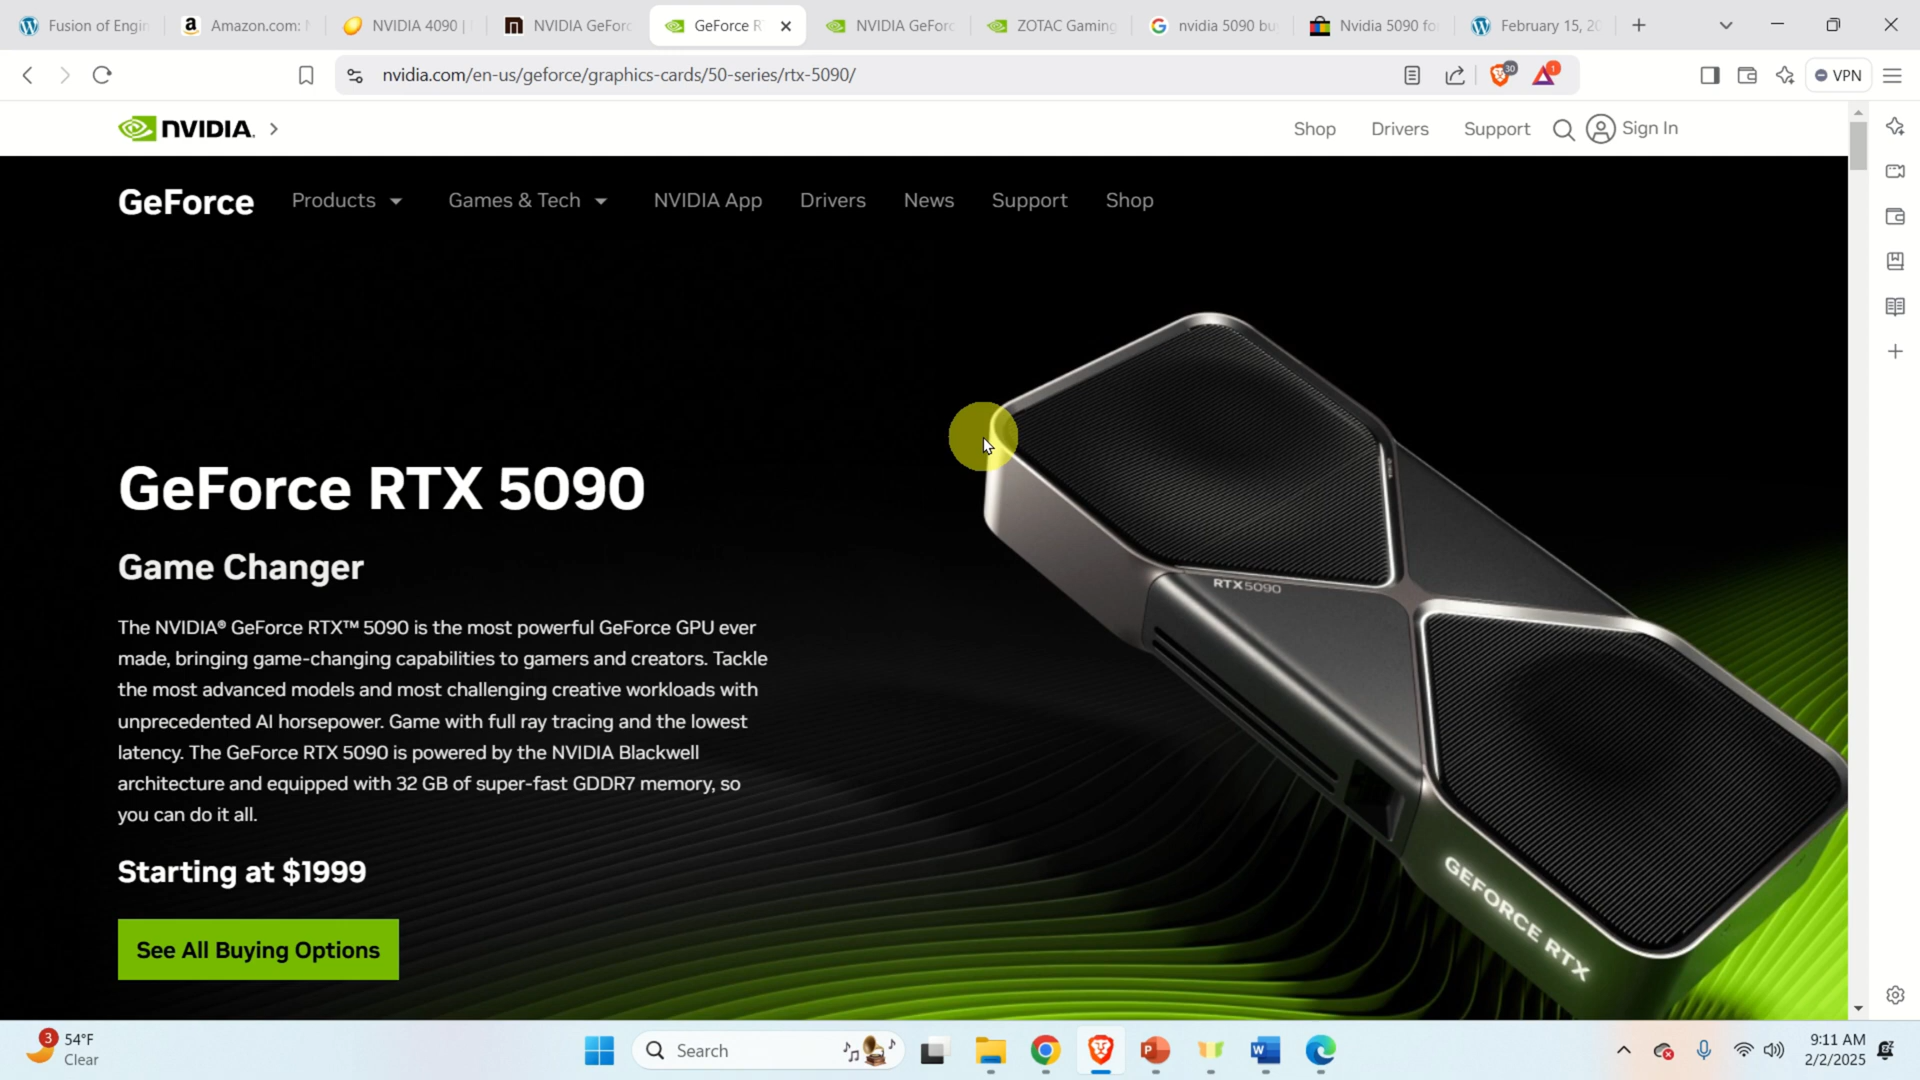 Fusion of Engin
Amazon.com: N
NVIDIA 4090 |
NVIDIA GeForc
GeForce R
NVIDIA GeForc
ZOTAC Gaming
nvidia 5090 bu
Nvidia 5090 fo
February 15, 20
nvidia.com/en-us/geforce/graphics-cards/50-series/rtx-5090/
30
1
VPN
NVIDIA.
Shop
Drivers
Support
Sign In
GeForce
Products
Games & Tech
NVIDIA App
Drivers
News
Support
Shop
GeForce RTX 5090
Game Changer
The NVIDIA® GeForce RTX™ 5090 is the most powerful GeForce GPU ever
made, bringing game-changing capabilities to gamers and creators. Tackle
the most advanced models and most challenging creative workloads with
unprecedented AI horsepower. Game with full ray tracing and the lowest
latency. The GeForce RTX 5090 is powered by the NVIDIA Blackwell
architecture and equipped with 32 GB of super-fast GDDR7 memory, so
you can do it all.
Starting at $1999
See All Buying Options
RTX5090
GEFORCE RTX
3
54°F
Clear
Search
9:11 AM
2/2/2025